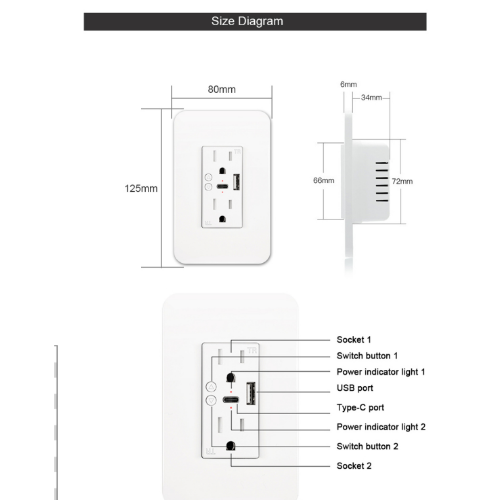 Size Diagram
80mm
6mm
34mm
125mm
66mm
72mm
Socket 1
Switch button 1
Power indicator light 1
USB port
Type-C port
Power indicator light 2
Switch button 2
Socket 2